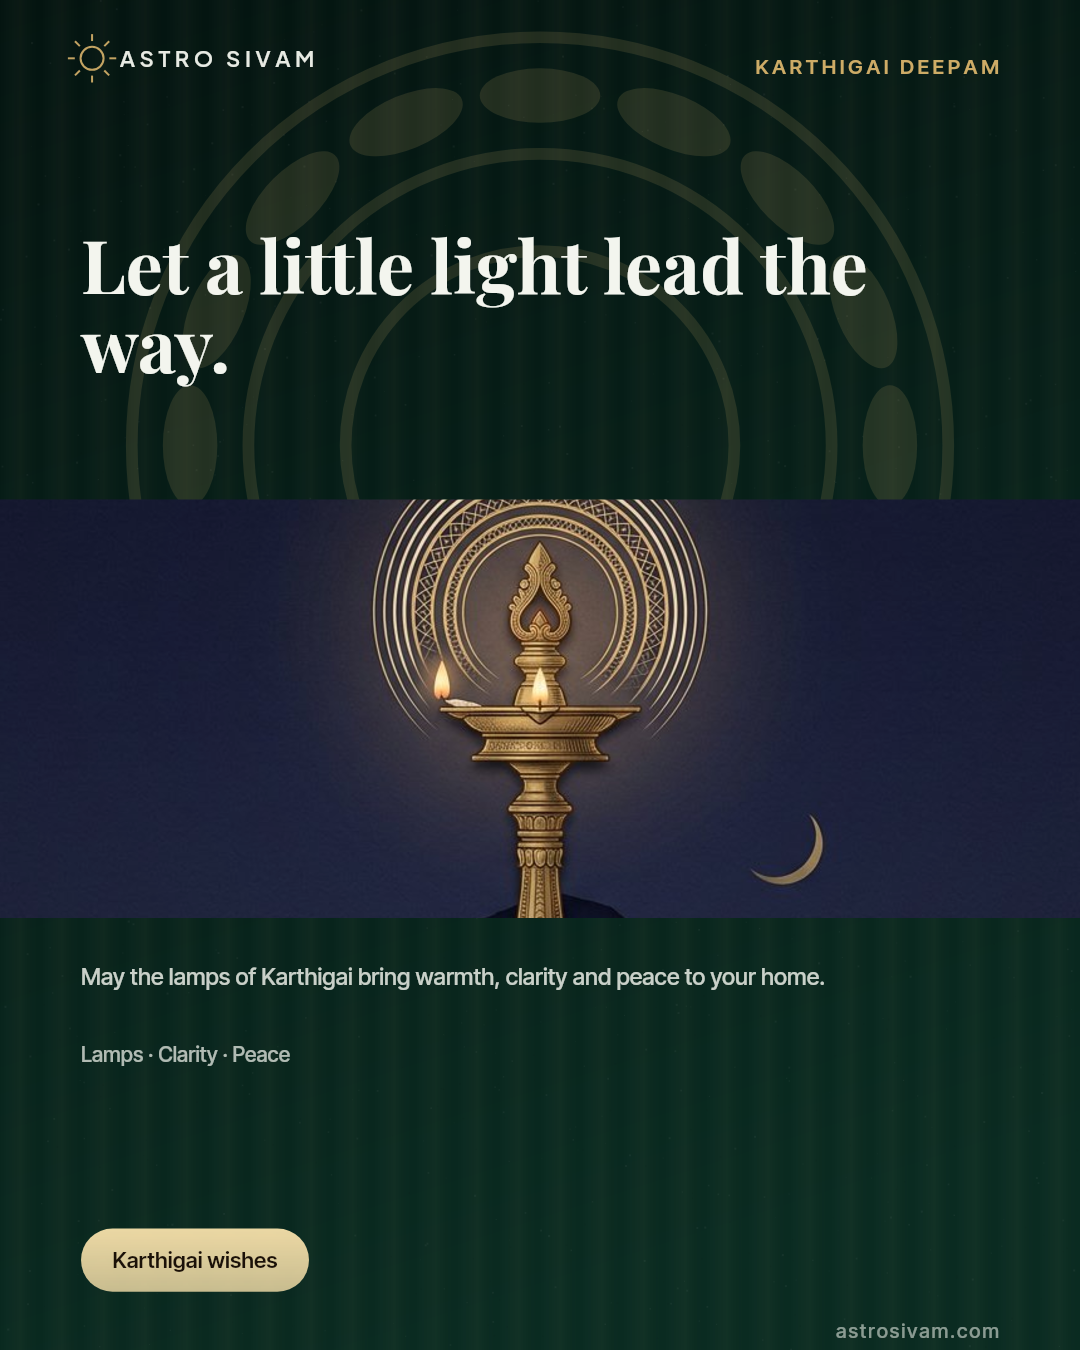 ASTRO SIVAM
KARTHIGAI DEEPAM
Let a little light lead the
way.
May the lamps of Karthigai bring warmth, clarity and peace to your home.
Lamps · Clarity · Peace
Karthigai wishes
astrosivam.com